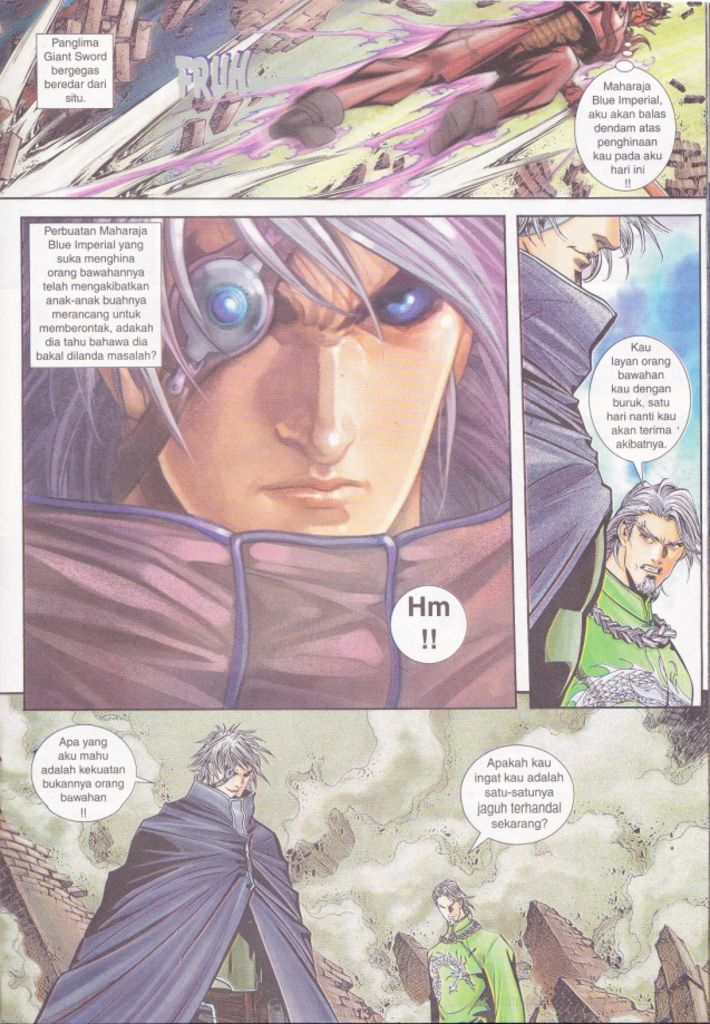 Panglima
Giant Sword
bergegas
beredar dari
situ.
FRUH
Maharaja
Blue Imperial,
aku akan balas
dendam atas
penghinaan
kau pada aku
hari ini
!!
Perbuatan Maharaja
Blue Imperial yang
suka menghina
orang bawahannya
telah mengakibatkan
anak-anak buahnya
merancang untuk
memberontak, adakah
dia tahu bahawa dia
bakal dilanda masalah?
Hm
!!
Kau
layan orang
bawahan
kau dengan
buruk, satu
hari nanti kau
akan terima
akibatnya.
Apa yang
aku mahu
adalah kekuatan
bukannya orang
bawahan
!!
Apakah kau
ingat kau adalah
satu-satunya
jaguh terhandal
sekarang?
13